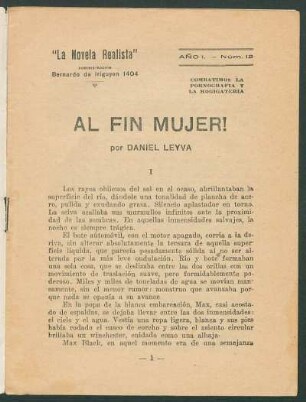 "La Novela Realista"
ADMINISTRACION
Bernardo de Irigoyen 1404
AÑO I. — Núm. 12
COMBATIMOS LA
PORNOGRAFIA Y
LA MOGIGATERIA
AL FIN MUJER!
por DANIEL LEYVA
I
Los rayos oblicuos del sol en el ocaso, abrillantaban la
superficie del río, dándole una tonalidad de plancha de acero,
pulida y exudando grasa. Silencio aplastador en torno.
La selva acallaba sus murmullos infinitos ante la proximidad
de las sombras. En aquellas inmensidades salvajes, la
noche es siempre trágica.
El bote automóvil, con el motor apagado, corría a la deriva,
sin alterar absolutamente la tersura de aquella superficie
líquida, que parecía pesadamente sólida al no ser alterada
por la más leve ondulación. Río y bote formaban
una sola cosa, que se deslizaba entre las dos orillas con un
movimiento de traslación suave, pero formidablemente poderoso.
Miles y miles de toneladas de agua se movían mansamente,
sin el menor rumor; monstruo que avanzaba porque
nada se oponía a su avance.
En la popa de la blanca embarcación, Max, casi acostado
de espaldas, se dejaba llevar entre las dos inmensidades:
el cielo y el agua. Vestía una ropa ligera, blanca y sus pies
había rodado el casco de corcho y sobre el asiento circular
brillaba un winchester, cuidado como una alhaja.
Max Black, en aquel momento era de una semejanza
— 1 —